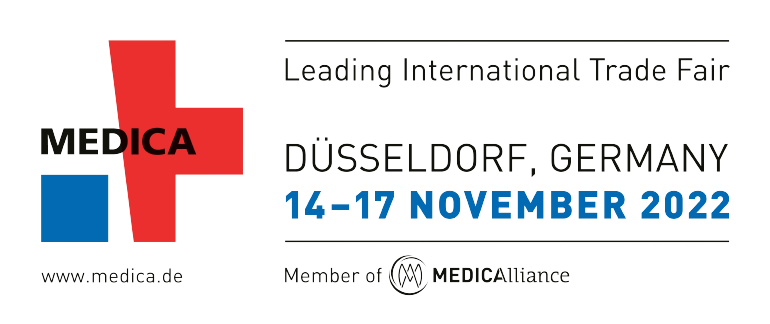 MEDICA
www.medica.de
Leading International Trade Fair
DÜSSELDORF, GERMANY
14–17 NOVEMBER 2022
Member of MEDICAlliance